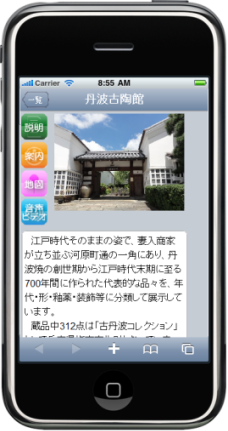 Carrier 8:55 AM
一覧 丹波古陶館
説明
案内
地図
音声
ビデオ
江戸時代そのままの姿で、妻入商家
が立ち並ぶ河原町通の一角にあり、丹
波焼の創世期から江戸時代末期に至る
700年間に作られた代表的な品々を、年
代・形・釉薬・装飾等に分類して展示して
います。
蔵品中312点は「古丹波コレクション」